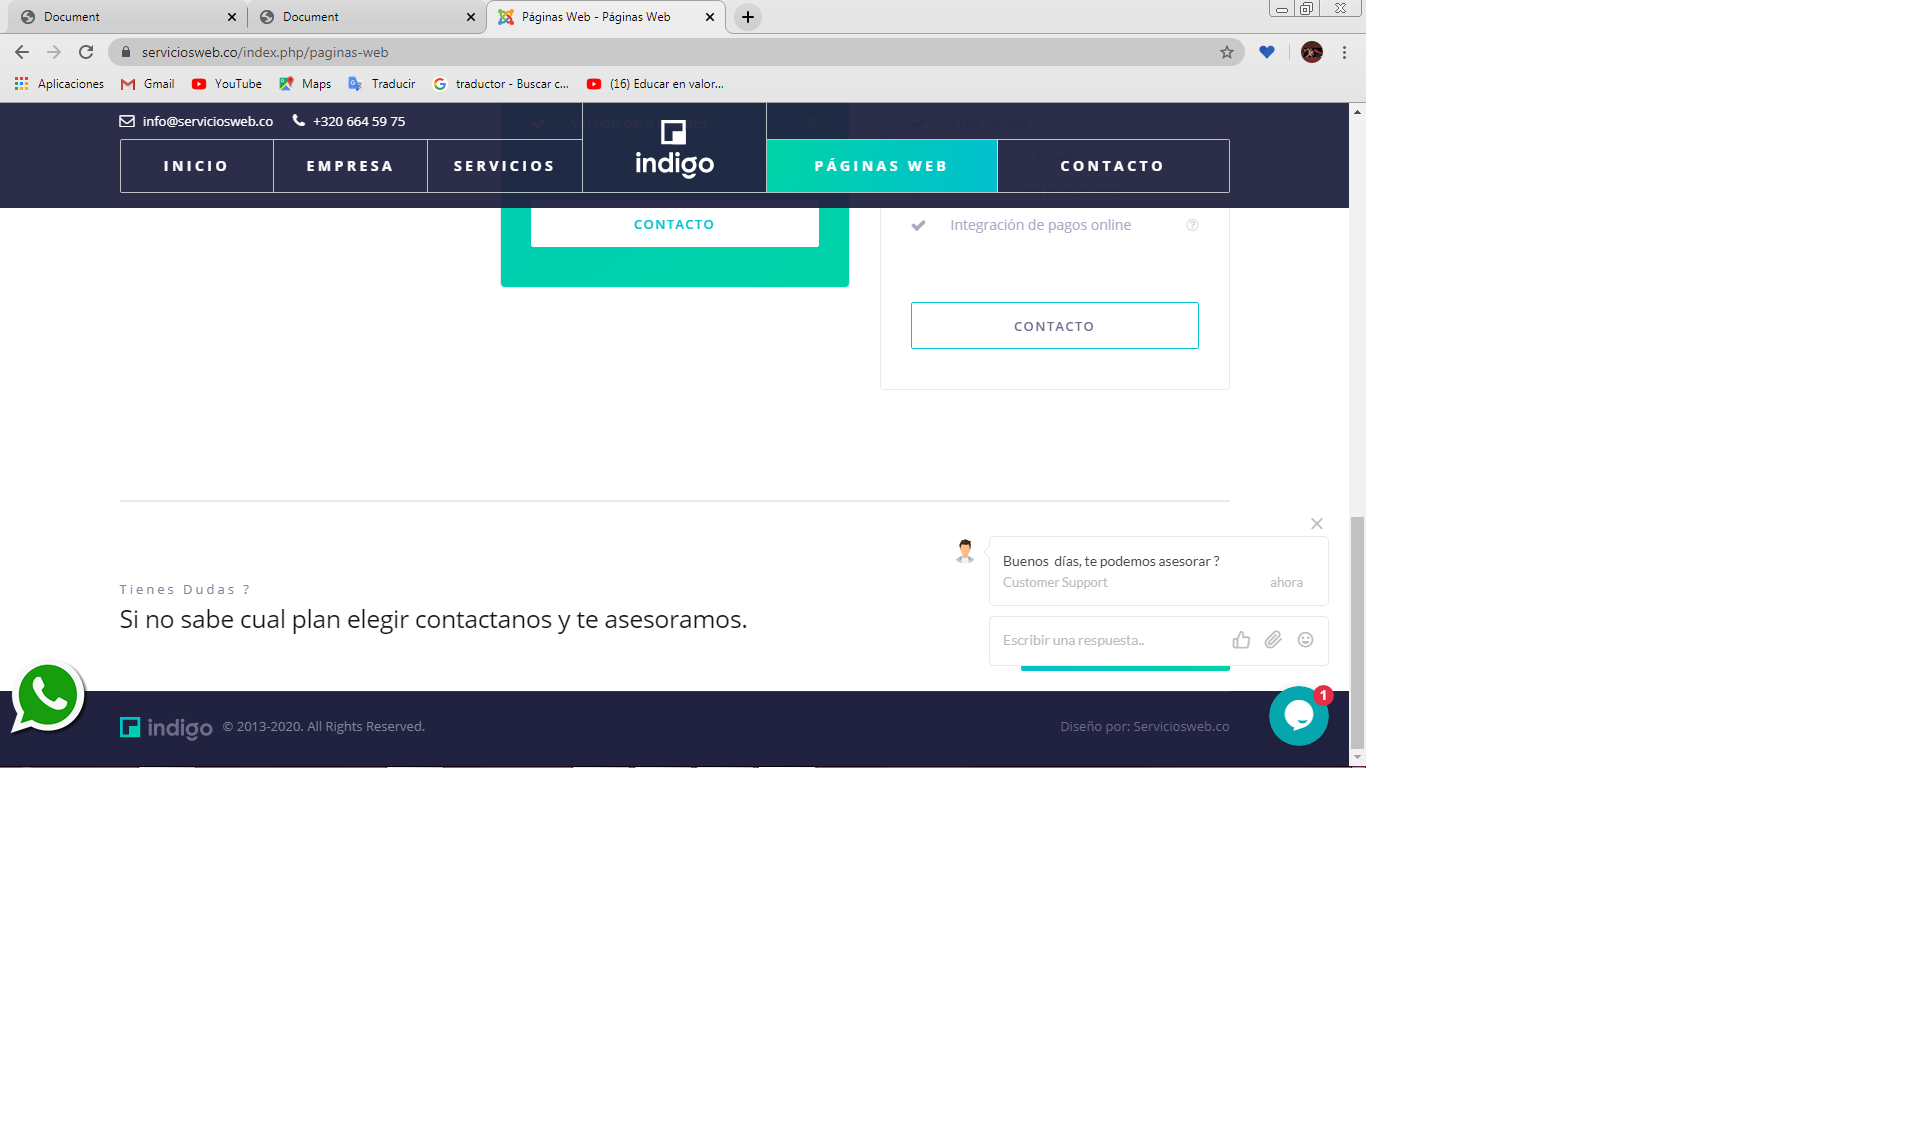 Document
Document
Páginas Web - Páginas Web
serviciosweb.co/index.php/paginas-web
Aplicaciones
Gmail
YouTube
Maps
Traducir
traductor - Buscar c...
(16) Educar en valor...
info@serviciosweb.co
+320 664 59 75
INICIO
EMPRESA
SERVICIOS
indigo
PÁGINAS WEB
CONTACTO
CONTACTO
Integración de pagos online
CONTACTO
Buenos días, te podemos asesorar ?
Customer Support
ahora
Tienes Dudas ?
Si no sabe cual plan elegir contactanos y te asesoramos.
Escribir una respuesta..
1
indigo
© 2013-2020. All Rights Reserved.
Diseño por: Serviciosweb.co